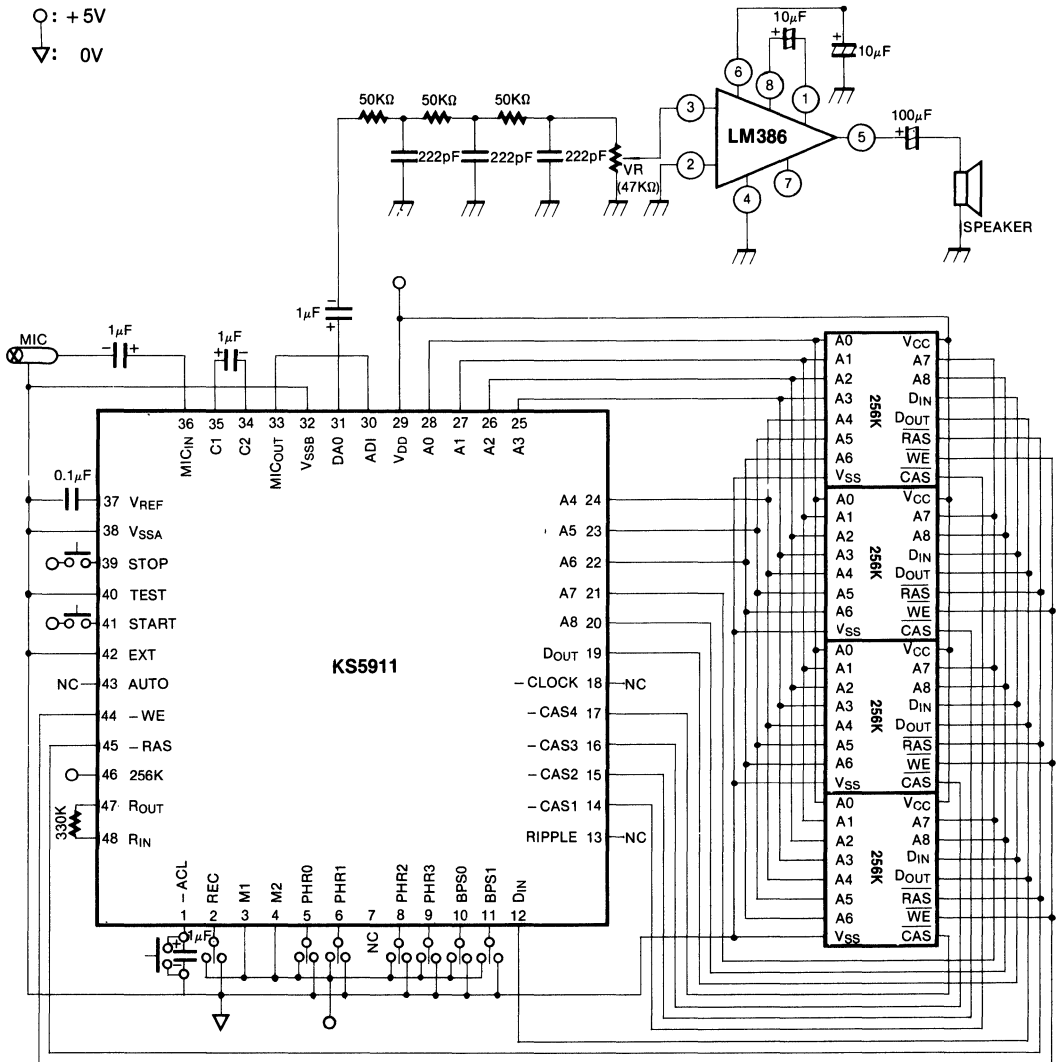 : +5V
: 0V
10µF
+
+
10µF
6
8
1
50KΩ 50KΩ 50KΩ
3
100µF
+
LM386
5
222pF 222pF 222pF
VR
(47KΩ)
2
7
4
SPEAKER
1µF
−
+
MIC
1µF
− +
1µF
+ −
36 35 34 33 32 31 30 29 28 27 26 25
MICIN C1 C2 MICOUT VSSB DA0 ADI VDD A0 A1 A2 A3
0.1µF
37 VREF
38 VSSA
39 STOP
40 TEST
41 START
42 EXT
NC 43 AUTO
44 −WE
45 −RAS
46 256K
47 ROUT
330K
48 RIN
KS5911
A4 24
A5 23
A6 22
A7 21
A8 20
DOUT 19
−CLOCK 18 NC
−CAS4 17
−CAS3 16
−CAS2 15
−CAS1 14
RIPPLE 13 NC
−ACL REC M1 M2 PHR0 PHR1 NC PHR2 PHR3 BPS0 BPS1 DIN
1 2 3 4 5 6 7 8 9 10 11 12
+
1µF
−
A0 VCC
A1 A7
A2 A8
A3 DIN
A4 DOUT
A5 RAS
A6 WE
VSS CAS
256K
A0 VCC
A1 A7
A2 A8
A3 DIN
A4 DOUT
A5 RAS
A6 WE
VSS CAS
256K
A0 VCC
A1 A7
A2 A8
A3 DIN
A4 DOUT
A5 RAS
A6 WE
VSS CAS
256K
A0 VCC
A1 A7
A2 A8
A3 DIN
A4 DOUT
A5 RAS
A6 WE
VSS CAS
256K